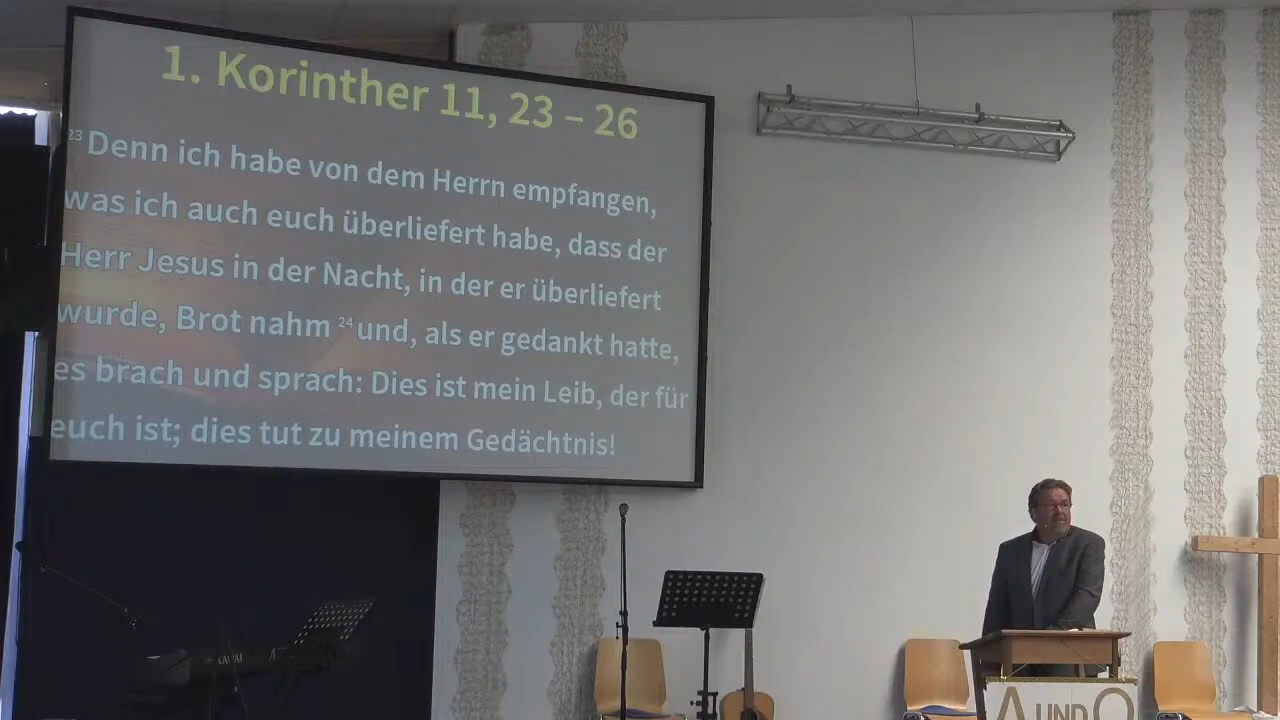 1. Korinther 11, 23 – 26
23 Denn ich habe von dem Herrn empfangen,
was ich auch euch überliefert habe, dass der
Herr Jesus in der Nacht, in der er überliefert
wurde, Brot nahm 24 und, als er gedankt hatte,
es brach und sprach: Dies ist mein Leib, der für
euch ist; dies tut zu meinem Gedächtnis!
KAWAI
A UND O